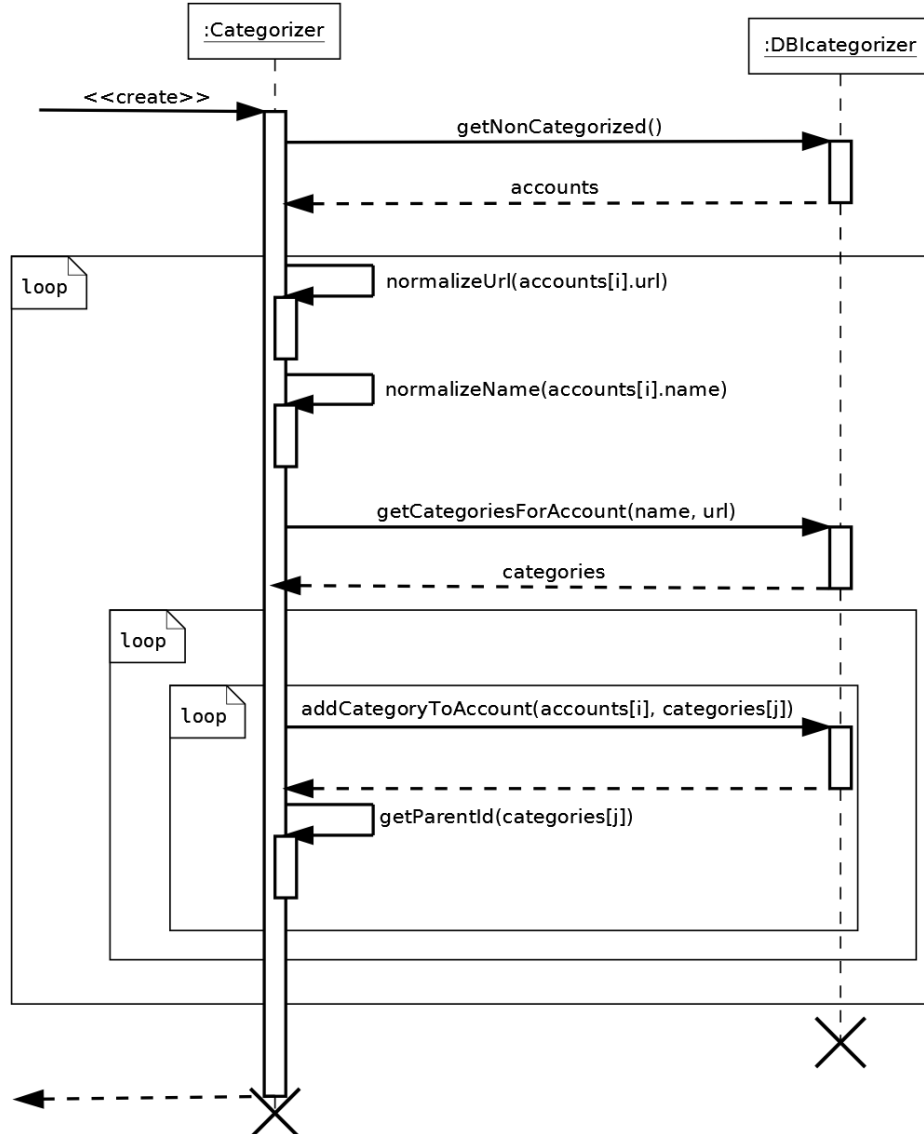 :Categorizer
:DBIcategorizer
<<create>>
getNonCategorized()
accounts
loop
normalizeUrl(accounts[i].url)
normalizeName(accounts[i].name)
getCategoriesForAccount(name, url)
categories
loop
loop
addCategoryToAccount(accounts[i], categories[j])
getParentId(categories[j])